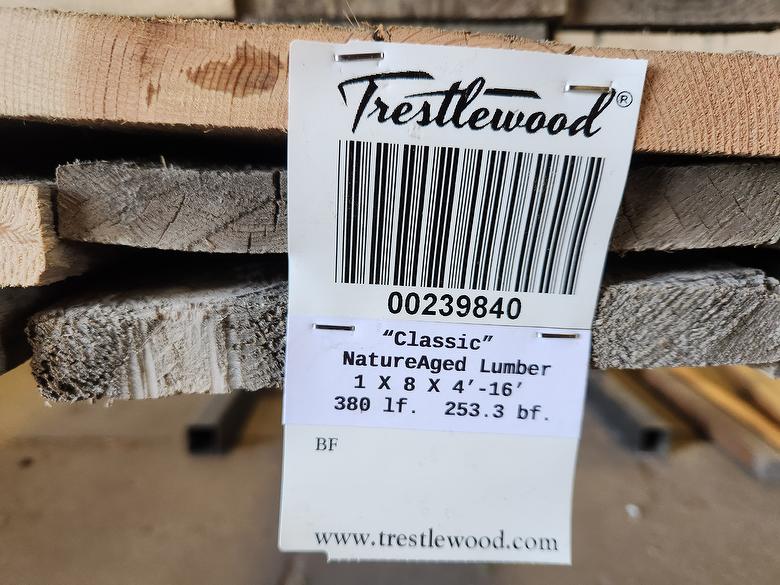 Trestlewood®
00239840
“Classic”
NatureAged Lumber
1 X 8 X 4'-16'
380 lf. 253.3 bf.
BF
www.trestlewood.com